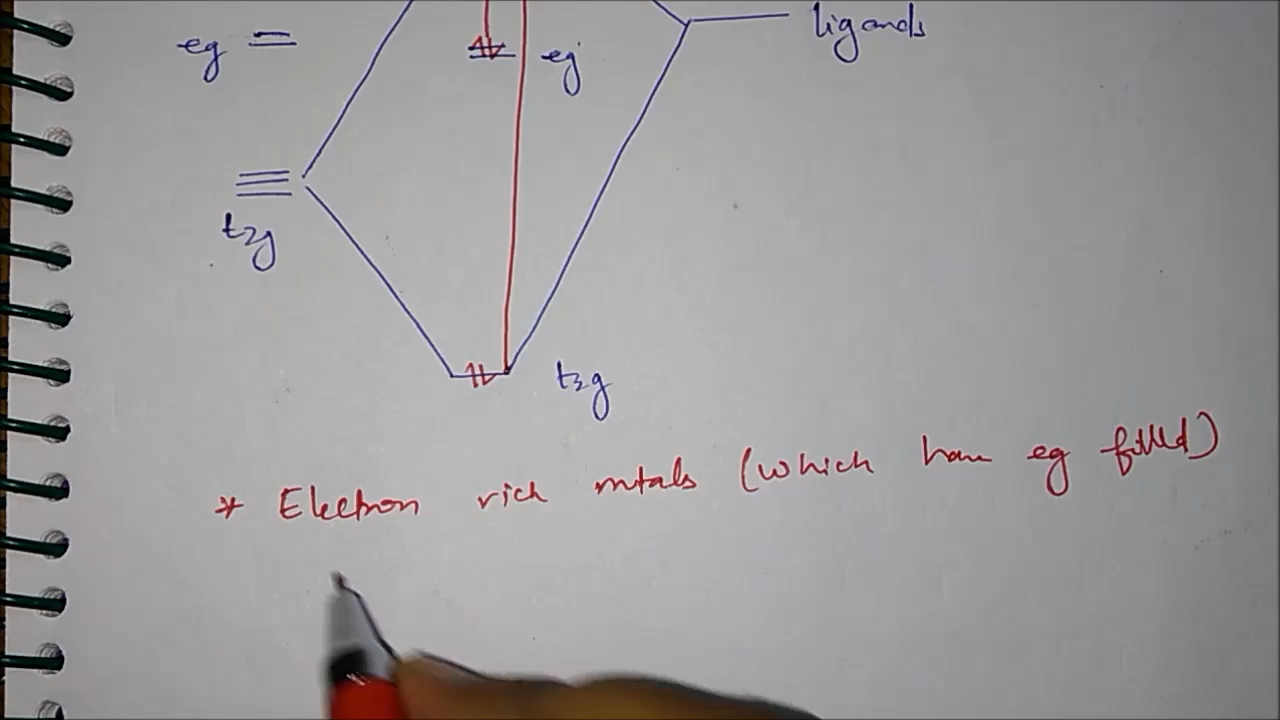 ligands
eg
eg
t2g
t2g
* Electron rich metals (which have eg filled)